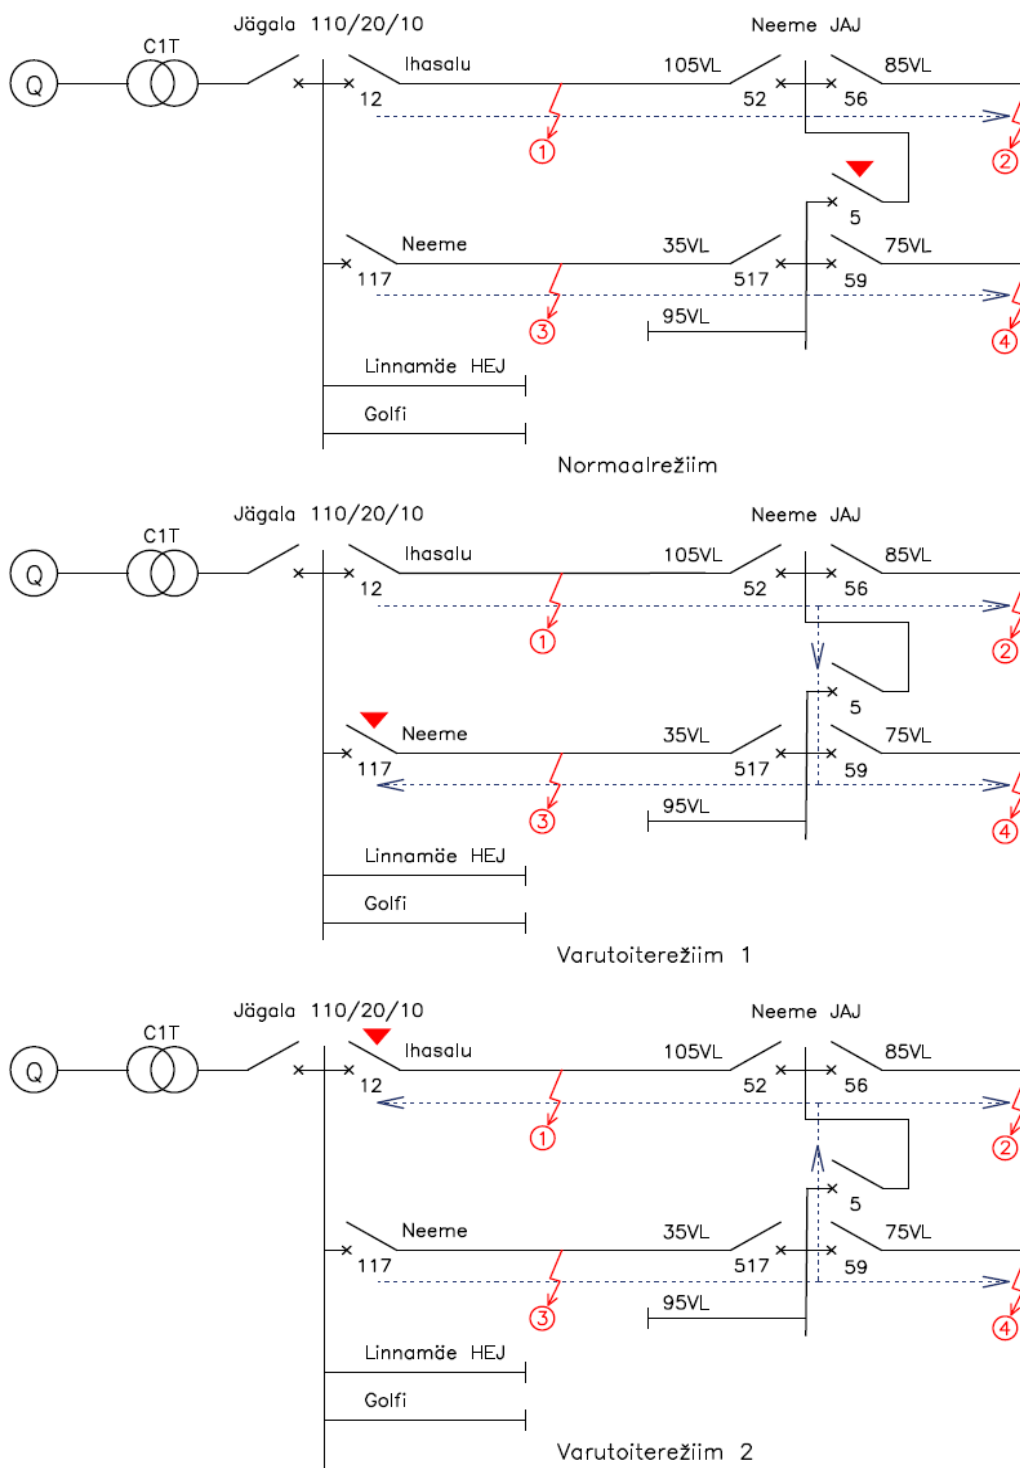 Jägala 110/20/10 Neeme JAJ
C1T
Q Ihasalu 105VL 85VL
12 52 56
1 2
5
Neeme 35VL 75VL
117 517 59
3 95VL 4
Linnamäe HEJ
Golfi
Normaalrežiim
Jägala 110/20/10 Neeme JAJ
C1T
Q Ihasalu 105VL 85VL
12 52 56
1 2
5
Neeme 35VL 75VL
117 517 59
3 95VL 4
Linnamäe HEJ
Golfi
Varutoiterežiim 1
Jägala 110/20/10 Neeme JAJ
C1T
Q Ihasalu 105VL 85VL
12 52 56
1 2
5
Neeme 35VL 75VL
117 517 59
3 95VL 4
Linnamäe HEJ
Golfi
Varutoiterežiim 2